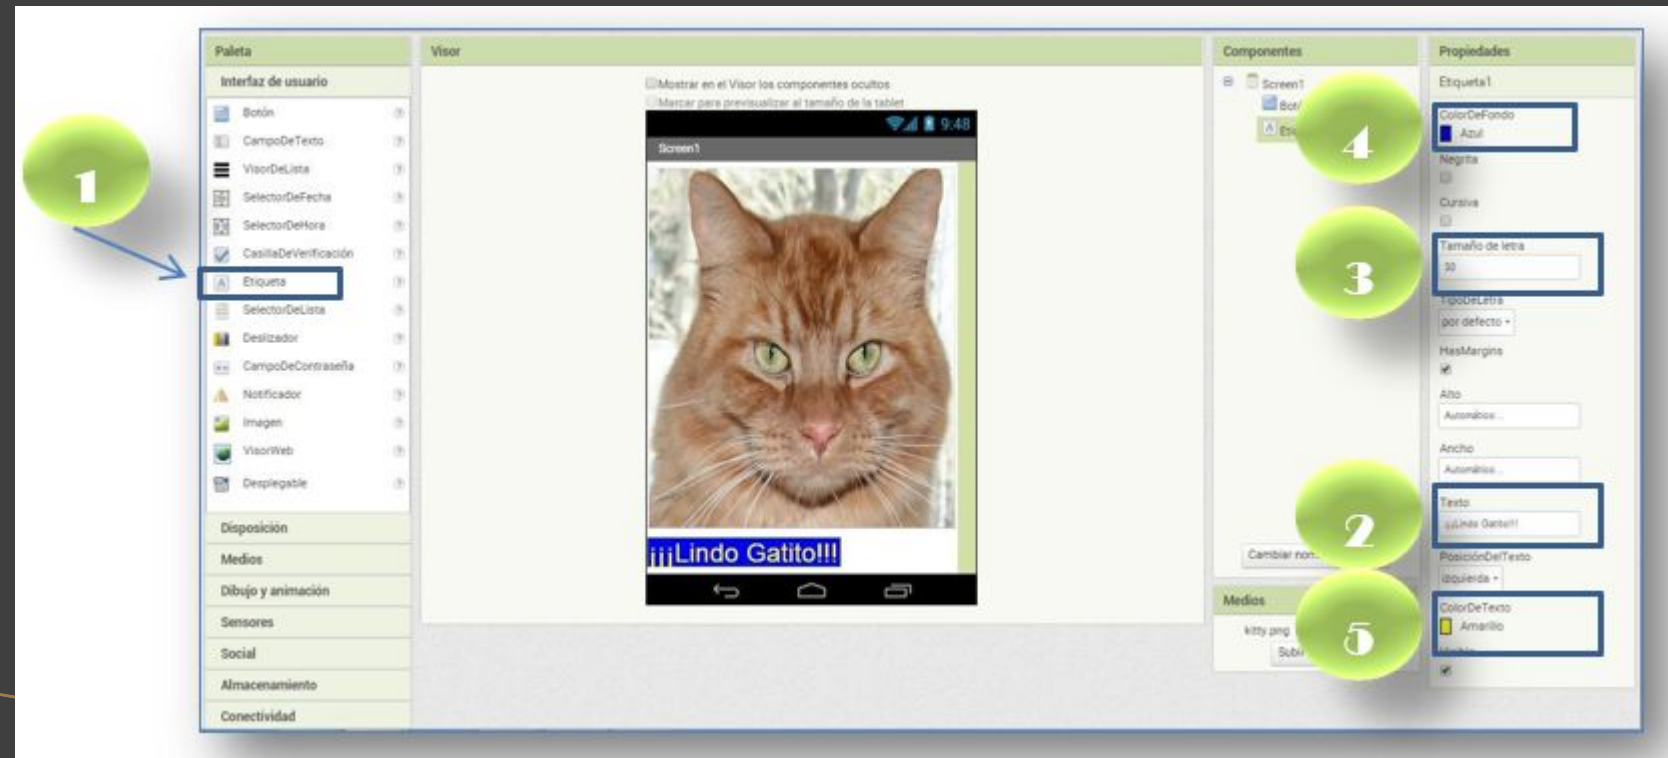 Paleta
Interfaz de usuario
Botón
CampoDeTexto
VisorDeLista
SelectorDeFecha
SelectorDeHora
CasillaDeVerificación
Etiqueta
SelectorDeLista
Deslizador
CampoDeContraseña
Notificador
Imagen
VisorWeb
Desplegable
Disposición
Medios
Dibujo y animación
Sensores
Social
Almacenamiento
Conectividad
1
Visor
Mostrar en el Visor los componentes ocultos
Marcar para previsualizar al tamaño de la tablet
9:48
Screen1
¡¡¡Lindo Gatito!!!
Componentes
Screen1
Cambiar
Medios
kitty.png
Propiedades
Etiqueta1
4
ColorDeFondo
Azul
Negrita
Cursiva
3
Tamaño de letra
30
TipoDeLetra
por defecto
HasMargins
Alto
Automático...
Ancho
Automático...
2
Texto
¡¡¡Lindo Gatito!!!
PosiciónDelTexto
izquierda
5
ColorDeTexto
Amarillo